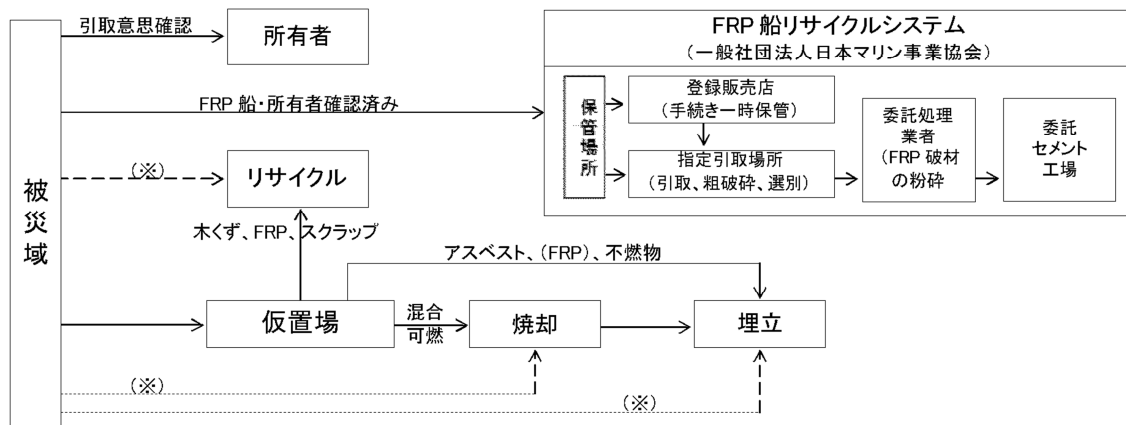 引取意思確認
所有者
FRP 船リサイクルシステム
（一般社団法人日本マリン事業協会）
FRP 船・所有者確認済み
保管場所
登録販売店
（手続き一時保管）
指定引取場所
（引取、粗破砕、選別）
委託処理
業者
（FRP 破材
の粉砕
委託
セメント
工場
被災域
（※）
リサイクル
木くず、FRP、スクラップ
アスベスト、（FRP）、不燃物
仮置場
混合
可燃
焼却
埋立
（※）
（※）